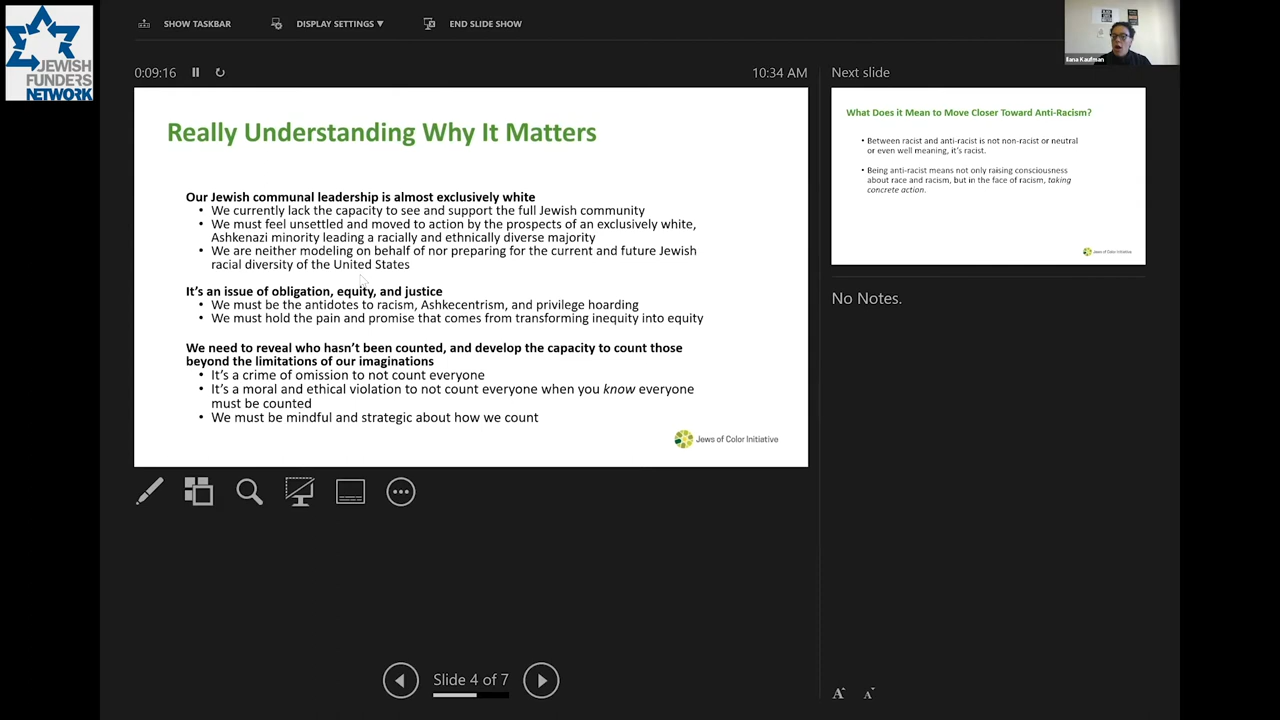 JEWISH
FUNDERS
NETWORK
SHOW TASKBAR
DISPLAY SETTINGS ▼
END SLIDE SHOW
Ilana Kaufman
0:09:16
10:34 AM
Really Understanding Why It Matters
Our Jewish communal leadership is almost exclusively white
• We currently lack the capacity to see and support the full Jewish community
• We must feel unsettled and moved to action by the prospects of an exclusively white,
Ashkenazi minority leading a racially and ethnically diverse majority
• We are neither modeling on behalf of nor preparing for the current and future Jewish
racial diversity of the United States
It's an issue of obligation, equity, and justice
• We must be the antidotes to racism, Ashkecentrism, and privilege hoarding
• We must hold the pain and promise that comes from transforming inequity into equity
We need to reveal who hasn't been counted, and develop the capacity to count those
beyond the limitations of our imaginations
• It's a crime of omission to not count everyone
• It's a moral and ethical violation to not count everyone when you know everyone
must be counted
• We must be mindful and strategic about how we count
Jews of Color Initiative
Slide 4 of 7
Next slide
What Does it Mean to Move Closer Toward Anti-Racism?
• Between racist and anti-racist is not non-racist or neutral
or even well meaning, it's racist.
• Being anti-racist means not only raising consciousness
about race and racism, but in the face of racism, taking
concrete action.
Jews of Color Initiative
No Notes.
A A